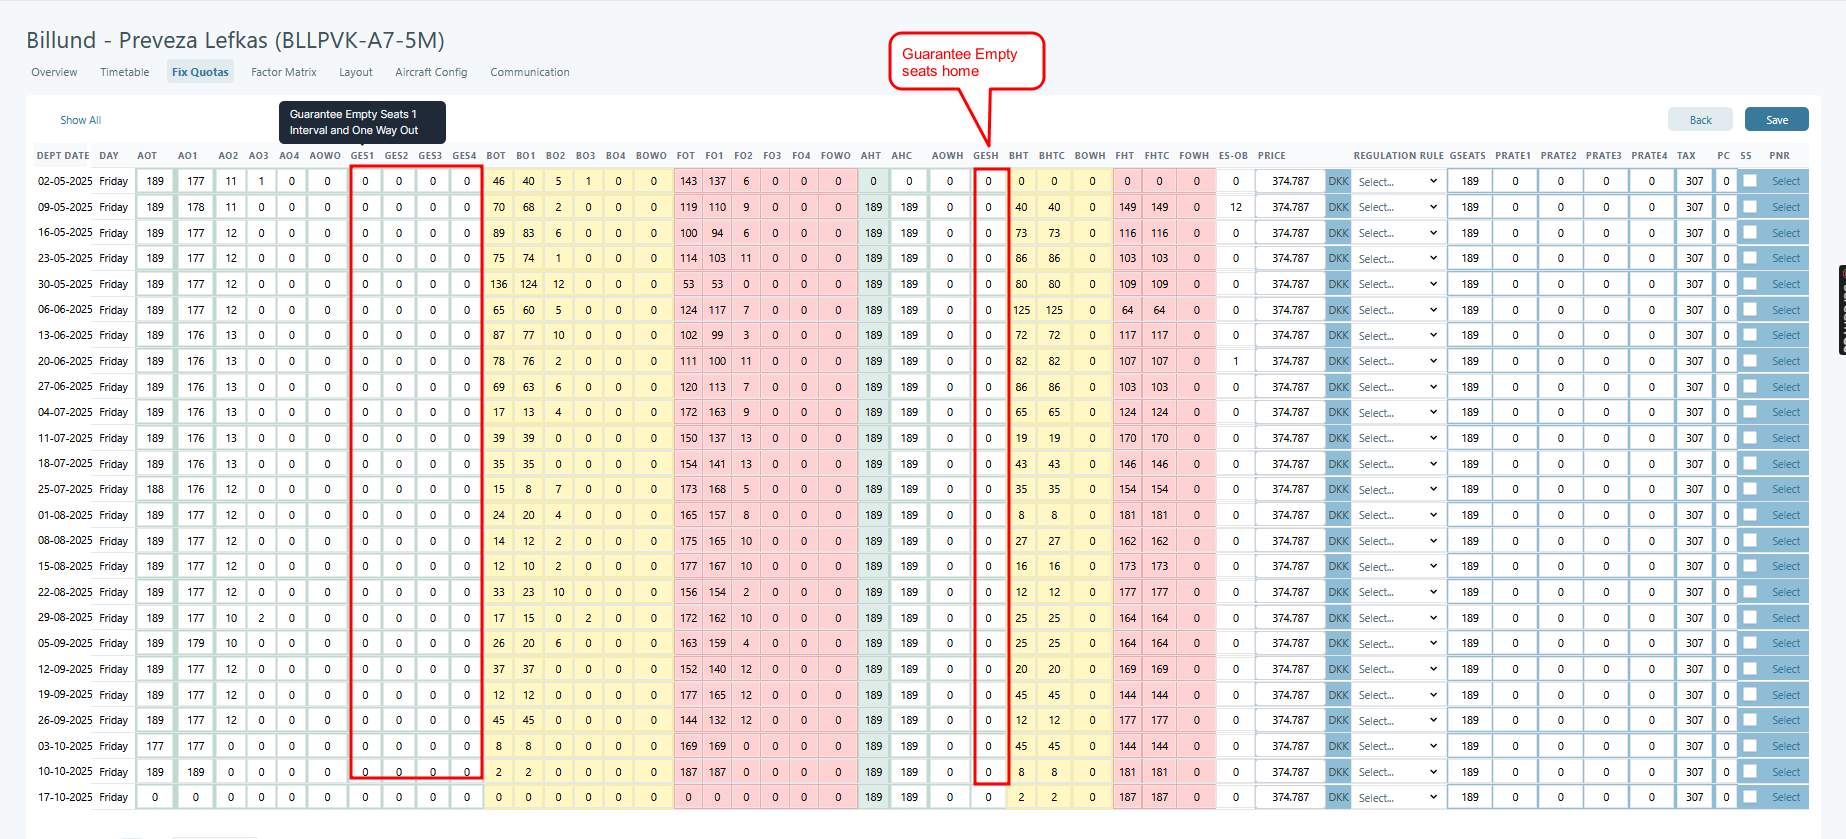 Billund - Preveza Lefkas (BLLPVK-A7-5M)
Guarantee Empty
seats home
Overview Timetable Fix Quotas Factor Matrix Layout Aircraft Config Communication
Guarantee Empty Seats 1
Interval and One Way Out
Show All Back Save
DEPT DATE DAY AOT AO1 AO2 AO3 AO4 AOWO GES1 GES2 GES3 GES4 BOT BO1 BO2 BO3 BO4 BOWO FOT FO1 FO2 FO3 FO4 FOWO AHT AHC AOWH GESH BHT BHTC BOWH FHT FHTC FOWH ES-OB PRICE REGULATION RULE GSEATS PRATE1 PRATE2 PRATE3 PRATE4 TAX PC SS PNR
02-05-2025 Friday 189 177 11 1 0 0 0 0 0 0 46 40 5 1 0 0 143 137 6 0 0 0 0 0 0 0 0 0 0 0 0 0 0 374.787 DKK Select... 189 0 0 0 0 307 0 Select
09-05-2025 Friday 189 178 11 0 0 0 0 0 0 0 70 68 2 0 0 0 119 110 9 0 0 0 189 189 0 0 40 40 0 149 149 0 12 374.787 DKK Select... 189 0 0 0 0 307 0 Select
16-05-2025 Friday 189 177 12 0 0 0 0 0 0 0 89 83 6 0 0 0 100 94 6 0 0 0 189 189 0 0 73 73 0 116 116 0 0 374.787 DKK Select... 189 0 0 0 0 307 0 Select
23-05-2025 Friday 189 177 12 0 0 0 0 0 0 0 75 74 1 0 0 0 114 103 11 0 0 0 189 189 0 0 86 86 0 103 103 0 0 374.787 DKK Select... 189 0 0 0 0 307 0 Select
30-05-2025 Friday 189 177 12 0 0 0 0 0 0 0 136 124 12 0 0 0 53 53 0 0 0 0 189 189 0 0 80 80 0 109 109 0 0 374.787 DKK Select... 189 0 0 0 0 307 0 Select
06-06-2025 Friday 189 177 12 0 0 0 0 0 0 0 65 60 5 0 0 0 124 117 7 0 0 0 189 189 0 0 125 125 0 64 64 0 0 374.787 DKK Select... 189 0 0 0 0 307 0 Select
13-06-2025 Friday 189 176 13 0 0 0 0 0 0 0 87 77 10 0 0 0 102 99 3 0 0 0 189 189 0 0 72 72 0 117 117 0 0 374.787 DKK Select... 189 0 0 0 0 307 0 Select
20-06-2025 Friday 189 176 13 0 0 0 0 0 0 0 78 76 2 0 0 0 111 100 11 0 0 0 189 189 0 0 82 82 0 107 107 0 1 374.787 DKK Select... 189 0 0 0 0 307 0 Select
27-06-2025 Friday 189 176 13 0 0 0 0 0 0 0 69 63 6 0 0 0 120 113 7 0 0 0 189 189 0 0 86 86 0 103 103 0 0 374.787 DKK Select... 189 0 0 0 0 307 0 Select
04-07-2025 Friday 189 176 13 0 0 0 0 0 0 0 17 13 4 0 0 0 172 163 9 0 0 0 189 189 0 0 65 65 0 124 124 0 0 374.787 DKK Select... 189 0 0 0 0 307 0 Select
11-07-2025 Friday 189 176 13 0 0 0 0 0 0 0 39 39 0 0 0 0 150 137 13 0 0 0 189 189 0 0 19 19 0 170 170 0 0 374.787 DKK Select... 189 0 0 0 0 307 0 Select
18-07-2025 Friday 189 176 13 0 0 0 0 0 0 0 35 35 0 0 0 0 154 141 13 0 0 0 189 189 0 0 43 43 0 146 146 0 0 374.787 DKK Select... 189 0 0 0 0 307 0 Select
25-07-2025 Friday 188 176 12 0 0 0 0 0 0 0 15 8 7 0 0 0 173 168 5 0 0 0 189 189 0 0 35 35 0 154 154 0 0 374.787 DKK Select... 189 0 0 0 0 307 0 Select
01-08-2025 Friday 189 177 12 0 0 0 0 0 0 0 24 20 4 0 0 0 165 157 8 0 0 0 189 189 0 0 8 8 0 181 181 0 0 374.787 DKK Select... 189 0 0 0 0 307 0 Select
08-08-2025 Friday 189 177 12 0 0 0 0 0 0 0 14 12 2 0 0 0 175 165 10 0 0 0 189 189 0 0 27 27 0 162 162 0 0 374.787 DKK Select... 189 0 0 0 0 307 0 Select
15-08-2025 Friday 189 177 12 0 0 0 0 0 0 0 12 10 2 0 0 0 177 167 10 0 0 0 189 189 0 0 16 16 0 173 173 0 0 374.787 DKK Select... 189 0 0 0 0 307 0 Select
22-08-2025 Friday 189 177 12 0 0 0 0 0 0 0 33 23 10 0 0 0 156 154 2 0 0 0 189 189 0 0 12 12 0 177 177 0 0 374.787 DKK Select... 189 0 0 0 0 307 0 Select
29-08-2025 Friday 189 177 10 2 0 0 0 0 0 0 17 15 0 2 0 0 172 162 10 0 0 0 189 189 0 0 25 25 0 164 164 0 0 374.787 DKK Select... 189 0 0 0 0 307 0 Select
05-09-2025 Friday 189 179 10 0 0 0 0 0 0 0 26 20 6 0 0 0 163 159 4 0 0 0 189 189 0 0 25 25 0 164 164 0 0 374.787 DKK Select... 189 0 0 0 0 307 0 Select
12-09-2025 Friday 189 177 12 0 0 0 0 0 0 0 37 37 0 0 0 0 152 140 12 0 0 0 189 189 0 0 20 20 0 169 169 0 0 374.787 DKK Select... 189 0 0 0 0 307 0 Select
19-09-2025 Friday 189 177 12 0 0 0 0 0 0 0 12 12 0 0 0 0 177 165 12 0 0 0 189 189 0 0 45 45 0 144 144 0 0 374.787 DKK Select... 189 0 0 0 0 307 0 Select
26-09-2025 Friday 189 177 12 0 0 0 0 0 0 0 45 45 0 0 0 0 144 132 12 0 0 0 189 189 0 0 12 12 0 177 177 0 0 374.787 DKK Select... 189 0 0 0 0 307 0 Select
03-10-2025 Friday 177 177 0 0 0 0 0 0 0 0 8 8 0 0 0 0 169 169 0 0 0 0 189 189 0 0 45 45 0 144 144 0 0 374.787 DKK Select... 189 0 0 0 0 307 0 Select
10-10-2025 Friday 189 189 0 0 0 0 0 0 0 0 2 2 0 0 0 0 187 187 0 0 0 0 189 189 0 0 8 8 0 181 181 0 0 374.787 DKK Select... 189 0 0 0 0 307 0 Select
17-10-2025 Friday 0 0 0 0 0 0 0 0 0 0 0 0 0 0 0 0 0 0 0 0 0 0 189 189 0 0 2 2 0 187 187 0 0 374.787 DKK Select... 189 0 0 0 0 307 0 Select